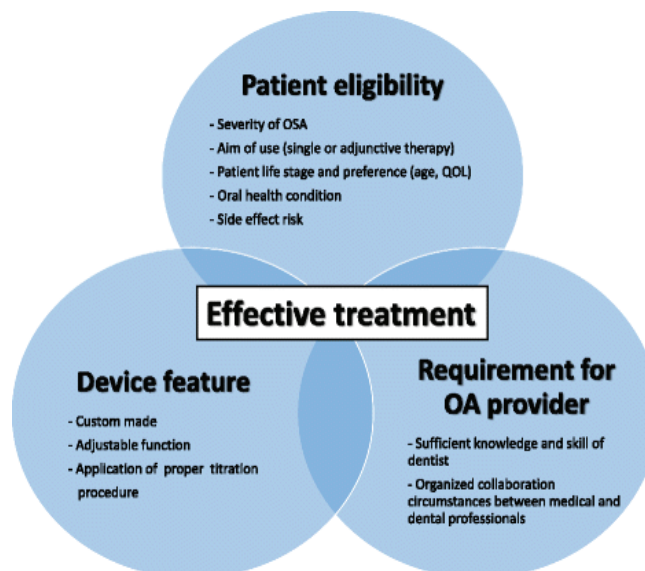 Patient eligibility
- Severity of OSA
- Aim of use (single or adjunctive therapy)
- Patient life stage and preference (age, QOL)
- Oral health condition
- Side effect risk
Effective treatment
Device feature
- Custom made
- Adjustable function
- Application of proper titration
procedure
Requirement for
OA provider
- Sufficient knowledge and skill of
dentist
- Organized collaboration
circumstances between medical and
dental professionals